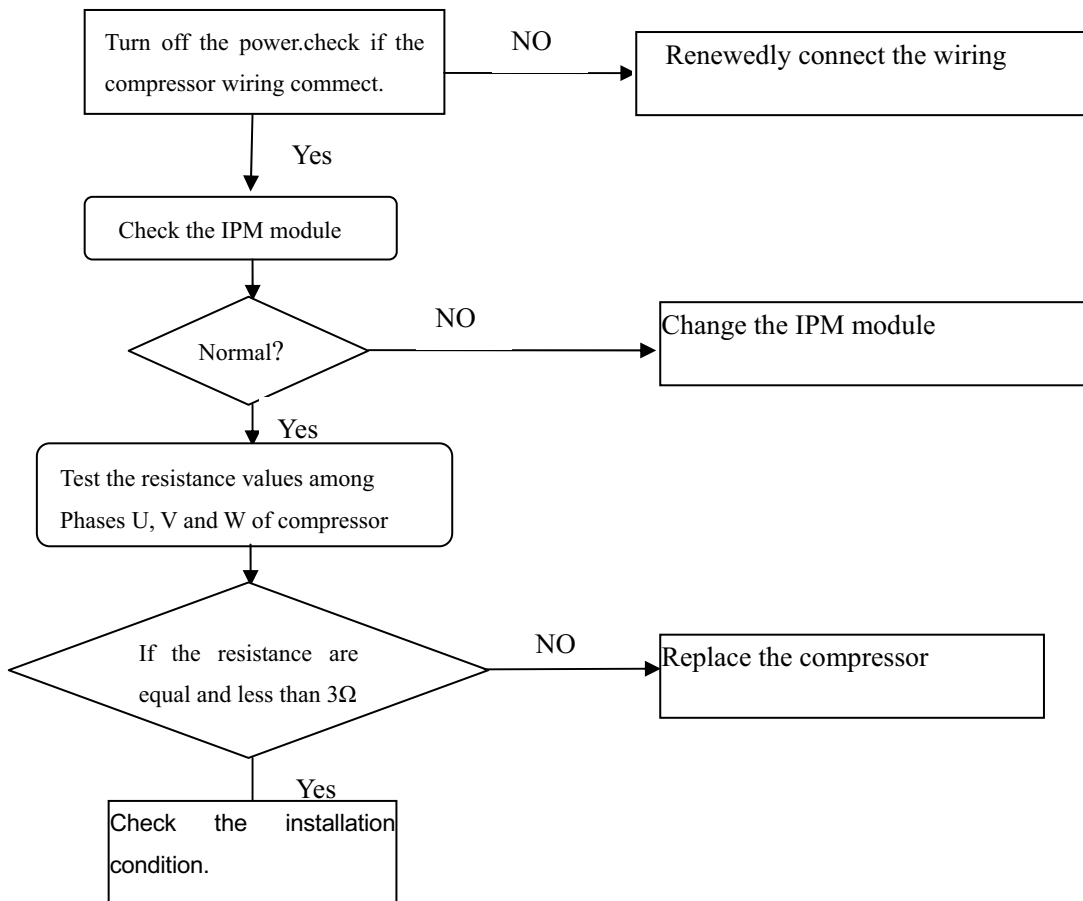 Turn off the power.check if the
compressor wiring commect.
NO
Renewedly connect the wiring
Yes
Check the IPM module
Normal?
NO
Change the IPM module
Yes
Test the resistance values among
Phases U, V and W of compressor
If the resistance are
equal and less than 3Ω
NO
Replace the compressor
Yes
Check the installation
condition.